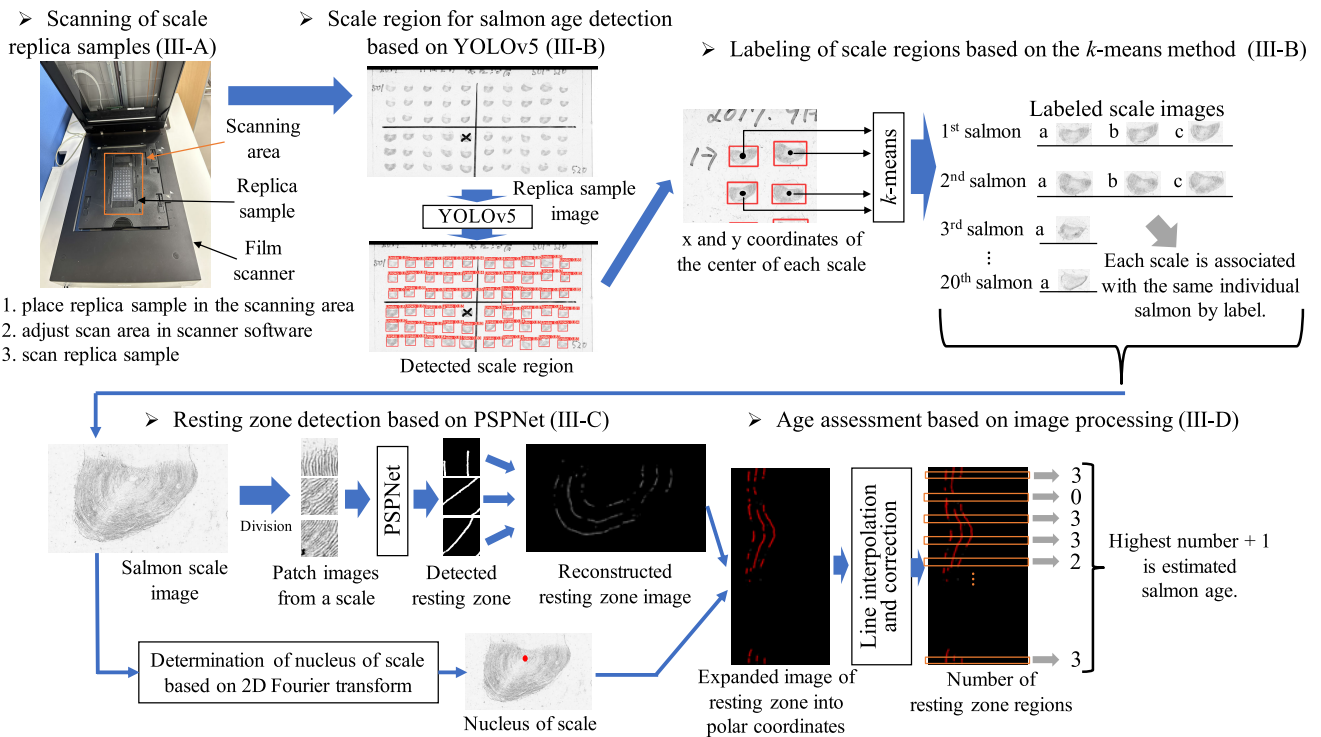 ➢ Scanning of scale
replica samples (III-A)
Scanning
area
Replica
sample
Film
scanner
1. place replica sample in the scanning area
2. adjust scan area in scanner software
3. scan replica sample
➢ Scale region for salmon age detection
based on YOLOv5 (III-B)
520
Replica sample
image
YOLOv5
520
Detected scale region
➢ Labeling of scale regions based on the k-means method (III-B)
2017. 9A
k-means
x and y coordinates of
the center of each scale
Labeled scale images
1st salmon a b c
2nd salmon a b c
3rd salmon a
⋮
20th salmon a
Each scale is associated
with the same individual
salmon by label.
➢ Resting zone detection based on PSPNet (III-C)
Salmon scale
image
Division
Patch images
from a scale
PSPNet
Detected
resting zone
Reconstructed
resting zone image
Determination of nucleus of scale
based on 2D Fourier transform
Nucleus of scale
➢ Age assessment based on image processing (III-D)
Expanded image of
resting zone into
polar coordinates
Line interpolation
and correction
Number of
resting zone regions
3
0
3
3
2
⋮
3
Highest number + 1
is estimated
salmon age.